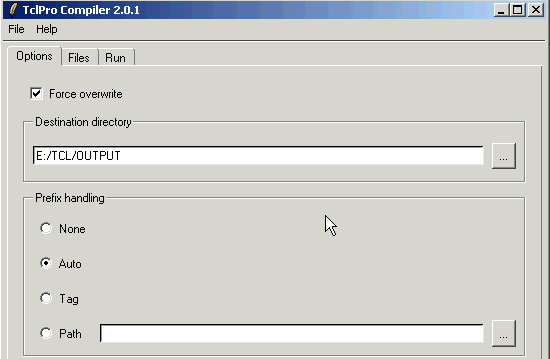 TclPro Compiler 2.0.1
File Help
Options Files Run
Force overwrite
Destination directory
E:/TCL/OUTPUT ...
Prefix handling
None
Auto
Tag
Path ...